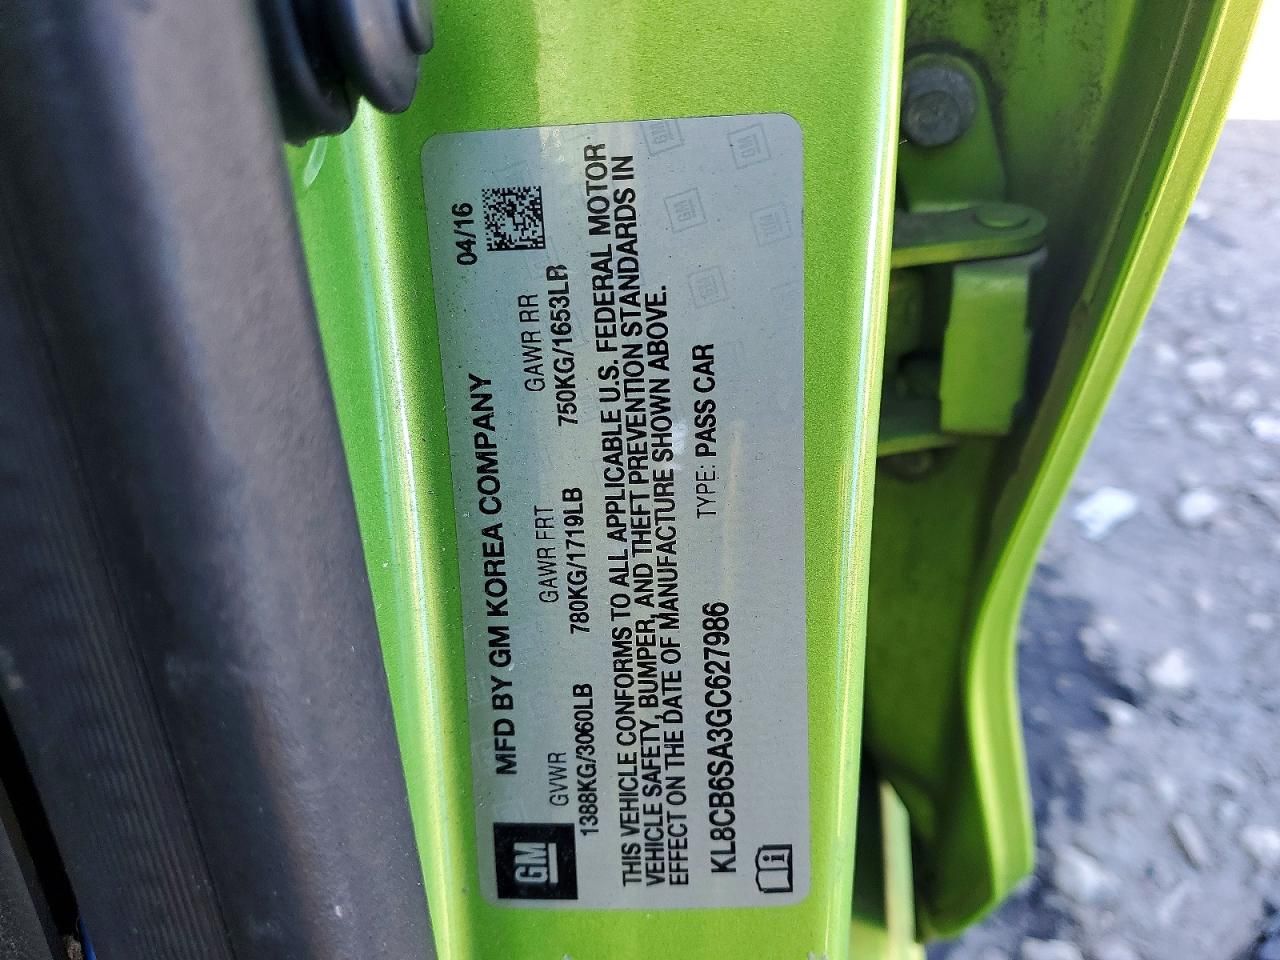 GM
MFD BY GM KOREA COMPANY 04/16
GVWR GAWR FRT GAWR RR
1388KG/3060LB 780KG/1719LB 750KG/1653LB
THIS VEHICLE CONFORMS TO ALL APPLICABLE U.S. FEDERAL MOTOR
VEHICLE SAFETY, BUMPER, AND THEFT PREVENTION STANDARDS IN
EFFECT ON THE DATE OF MANUFACTURE SHOWN ABOVE.
KL8CB6SA3GC627986 TYPE: PASS CAR